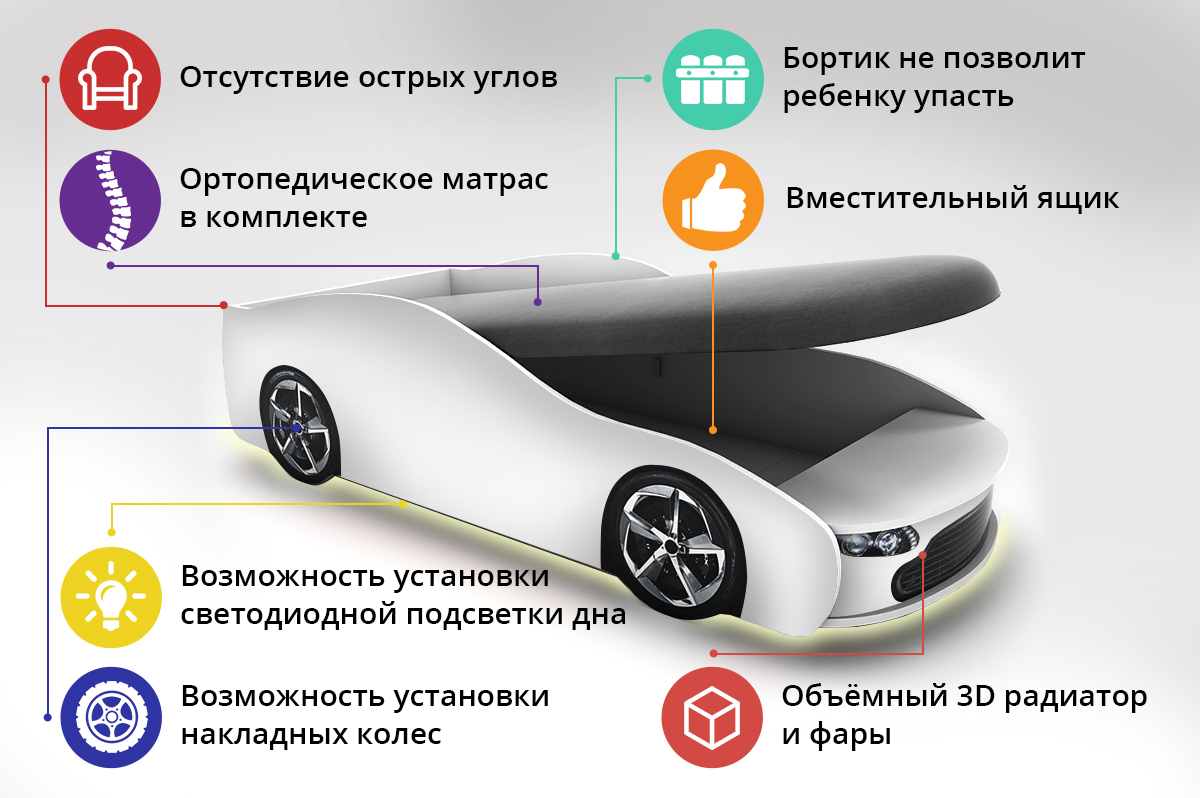 Отсутствие острых углов
Ортопедическое матрас
в комплекте
Бортик не позволит
ребенку упасть
Вместительный ящик
Возможность установки
светодиодной подсветки дна
Возможность установки
накладных колес
Объёмный 3D радиатор
и фары